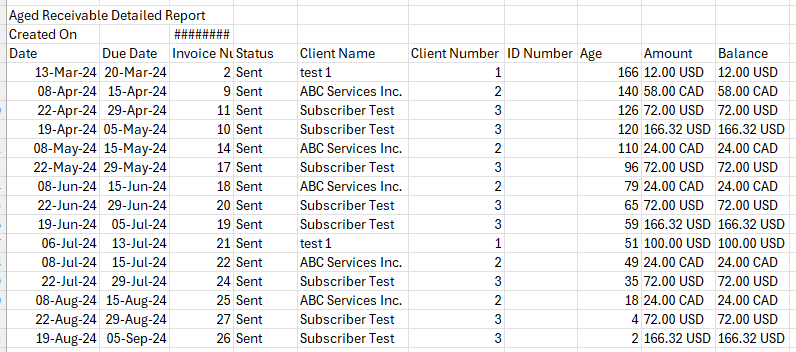 Aged Receivable Detailed Report
Created On ########
Date Due Date Invoice Nu Status Client Name Client Number ID Number Age Amount Balance
13-Mar-24 20-Mar-24 2 Sent test 1 1 166 12.00 USD 12.00 USD
08-Apr-24 15-Apr-24 9 Sent ABC Services Inc. 2 140 58.00 CAD 58.00 CAD
22-Apr-24 29-Apr-24 11 Sent Subscriber Test 3 126 72.00 USD 72.00 USD
19-Apr-24 05-May-24 10 Sent Subscriber Test 3 120 166.32 USD 166.32 USD
08-May-24 15-May-24 14 Sent ABC Services Inc. 2 110 24.00 CAD 24.00 CAD
22-May-24 29-May-24 17 Sent Subscriber Test 3 96 72.00 USD 72.00 USD
08-Jun-24 15-Jun-24 18 Sent ABC Services Inc. 2 79 24.00 CAD 24.00 CAD
22-Jun-24 29-Jun-24 20 Sent Subscriber Test 3 65 72.00 USD 72.00 USD
19-Jun-24 05-Jul-24 19 Sent Subscriber Test 3 59 166.32 USD 166.32 USD
06-Jul-24 13-Jul-24 21 Sent test 1 1 51 100.00 USD 100.00 USD
08-Jul-24 15-Jul-24 22 Sent ABC Services Inc. 2 49 24.00 CAD 24.00 CAD
22-Jul-24 29-Jul-24 24 Sent Subscriber Test 3 35 72.00 USD 72.00 USD
08-Aug-24 15-Aug-24 25 Sent ABC Services Inc. 2 18 24.00 CAD 24.00 CAD
22-Aug-24 29-Aug-24 27 Sent Subscriber Test 3 4 72.00 USD 72.00 USD
19-Aug-24 05-Sep-24 26 Sent Subscriber Test 3 2 166.32 USD 166.32 USD